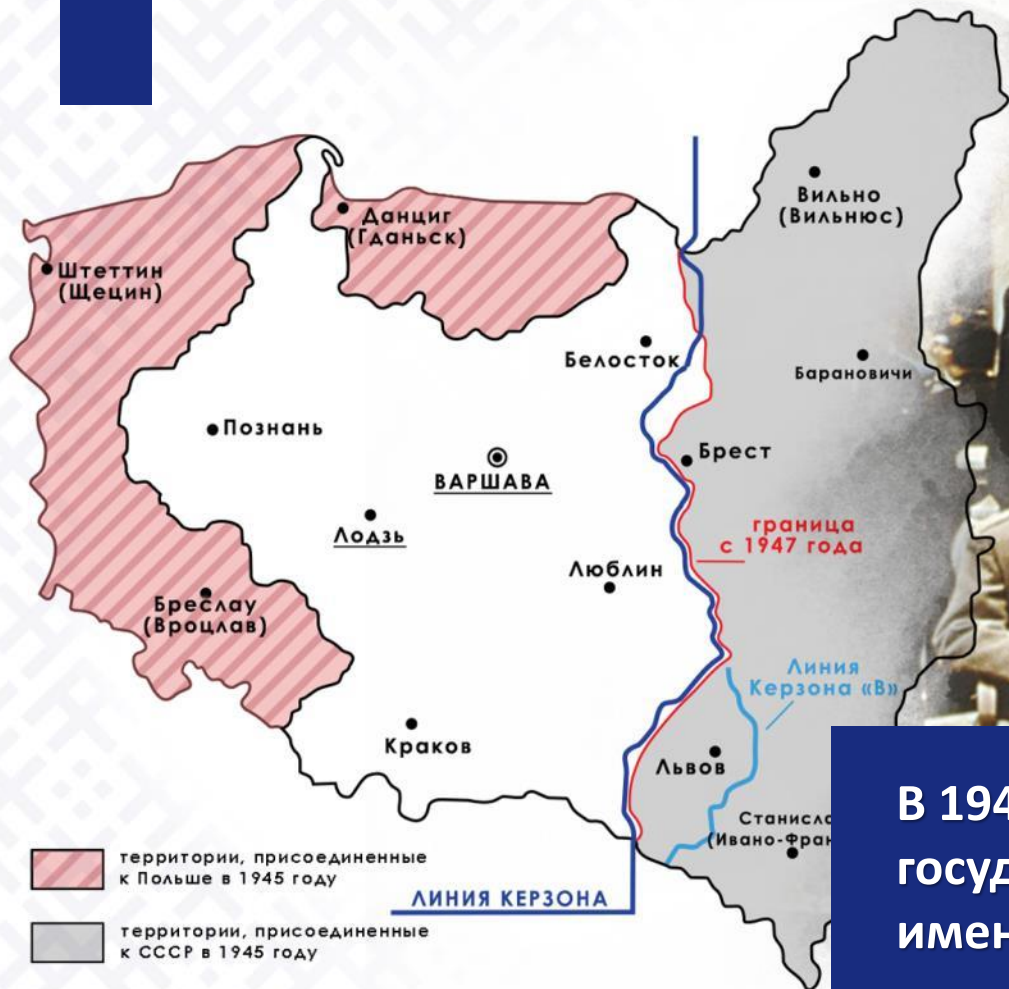 Вильно
(Вильнюс)
Данциг
(Гданьск)
Штеттин
(Щецин)
Белосток
Барановичи
Познань
Брест
ВАРШАВА
Лодзь
граница
с 1947 года
Люблин
Бреслау
(Вроцлав)
Линия
Керзона «В»
Краков
Львов
территории, присоединенные
к Польше в 1945 году
ЛИНИЯ КЕРЗОНА
территории, присоединенные
к СССР в 1945 году
В